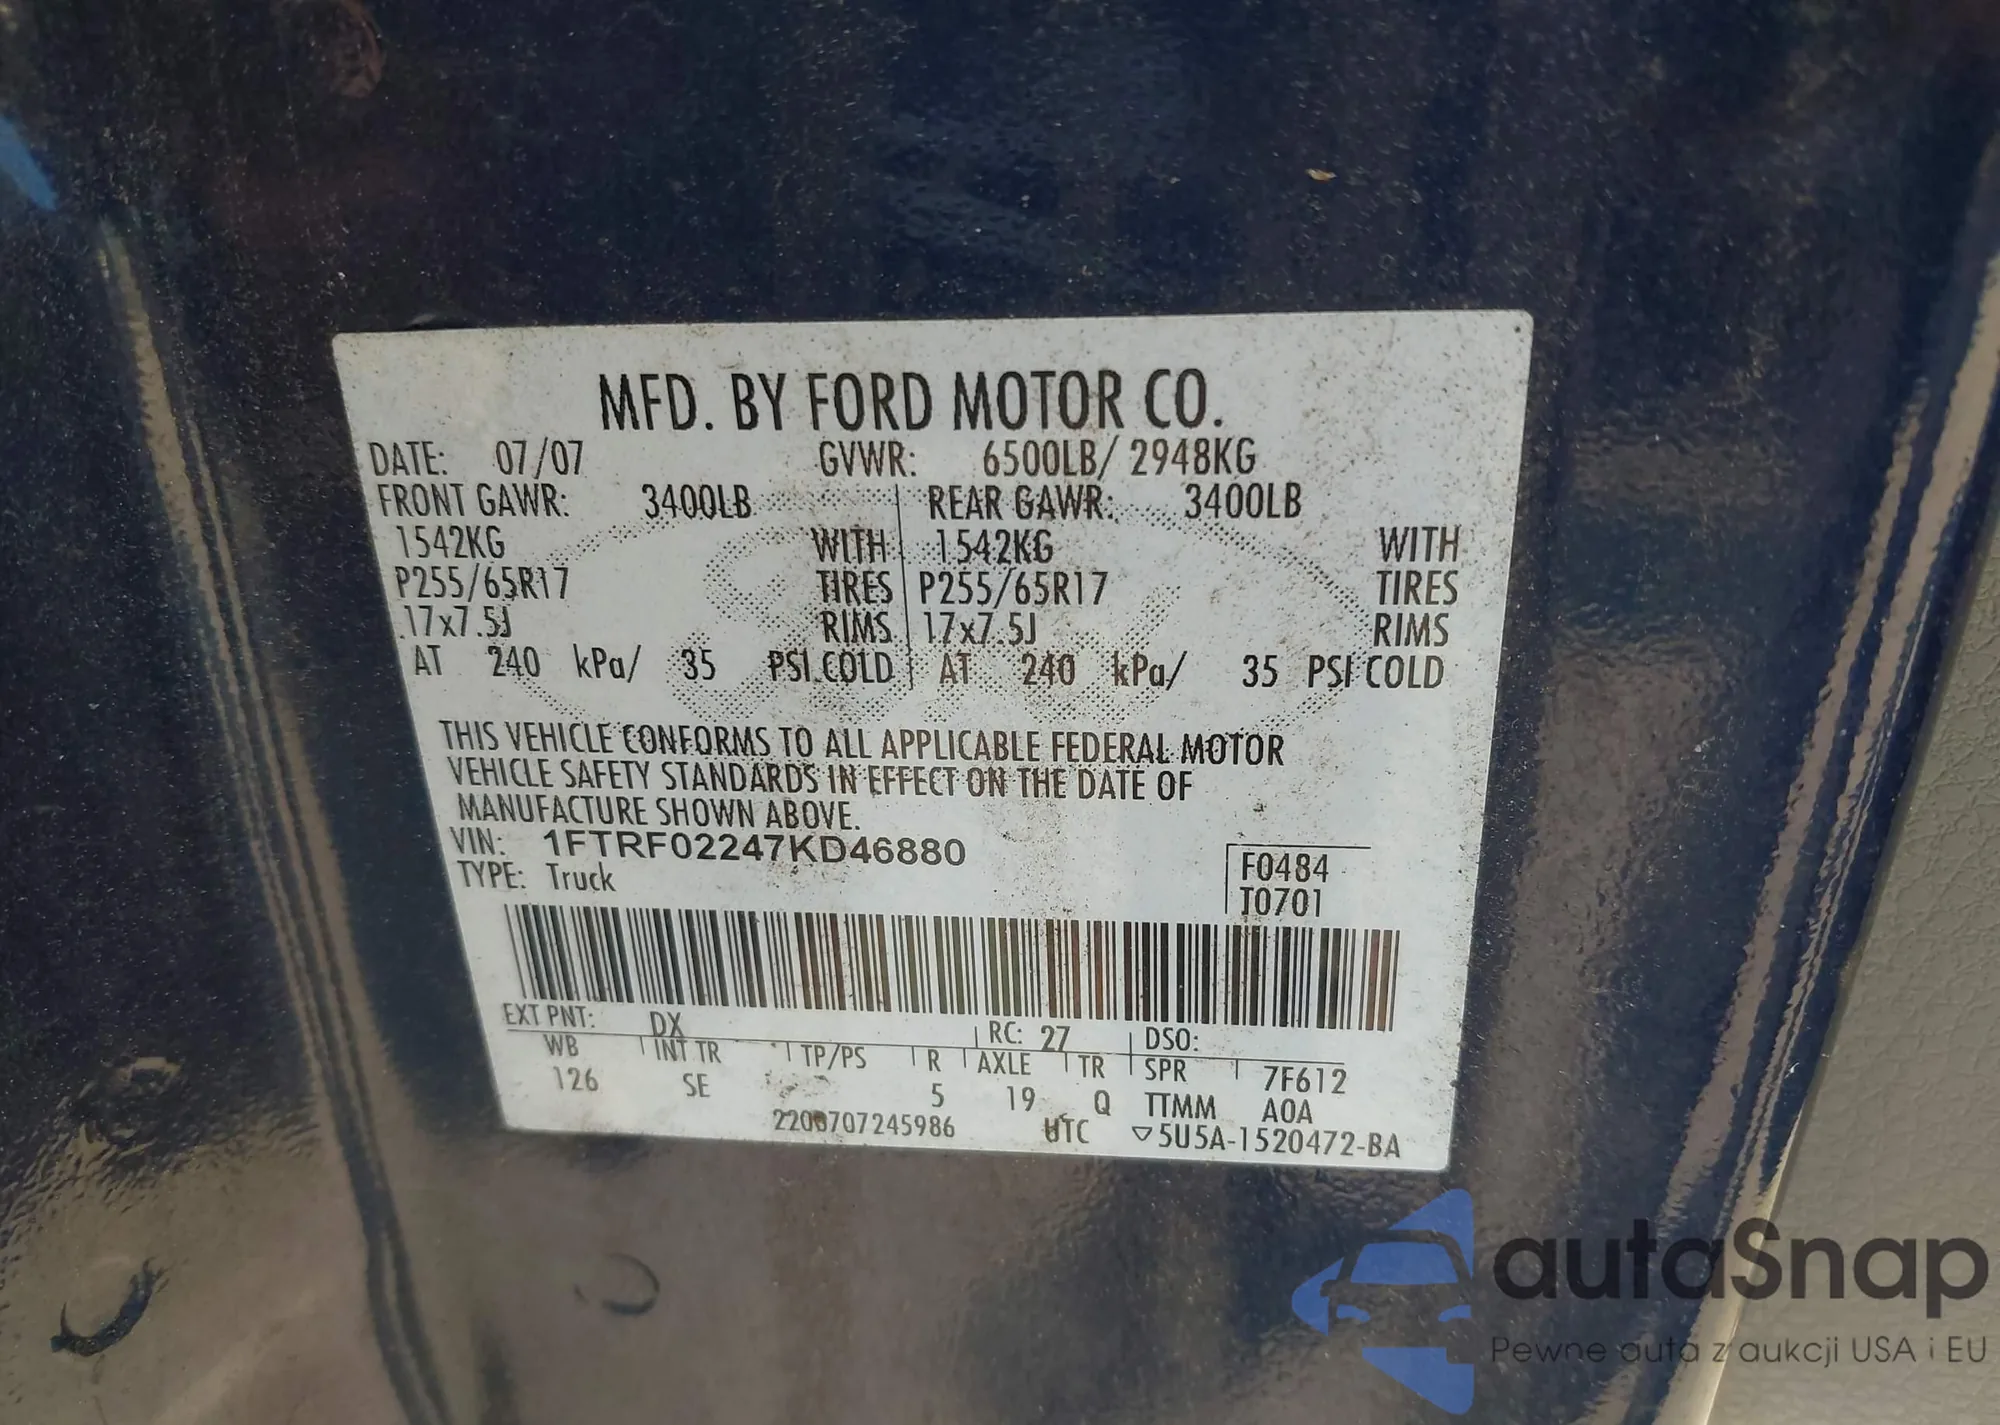 MFD. BY FORD MOTOR CO.
DATE: 07/07 GVWR: 6500LB/ 2948KG
FRONT GAWR: 3400LB REAR GAWR: 3400LB
1542KG WITH 1542KG WITH
P255/65R17 TIRES P255/65R17 TIRES
17x7.5J RIMS 17x7.5J RIMS
AT 240 kPa/ 35 PSI COLD AT 240 kPa/ 35 PSI COLD
THIS VEHICLE CONFORMS TO ALL APPLICABLE FEDERAL MOTOR
VEHICLE SAFETY STANDARDS IN EFFECT ON THE DATE OF
MANUFACTURE SHOWN ABOVE.
VIN: 1FTRF02247KD46880
TYPE: Truck
F0484
T0701
EXT PNT: DX RC: 27 DSO:
WB INT TR TP/PS R AXLE TR SPR 7F612
126 SE 5 19 Q TTMM A0A
2200707245986 UTC ▽5U5A-1520472-BA
autaSnap
Pewne auta z aukcji USA i EU